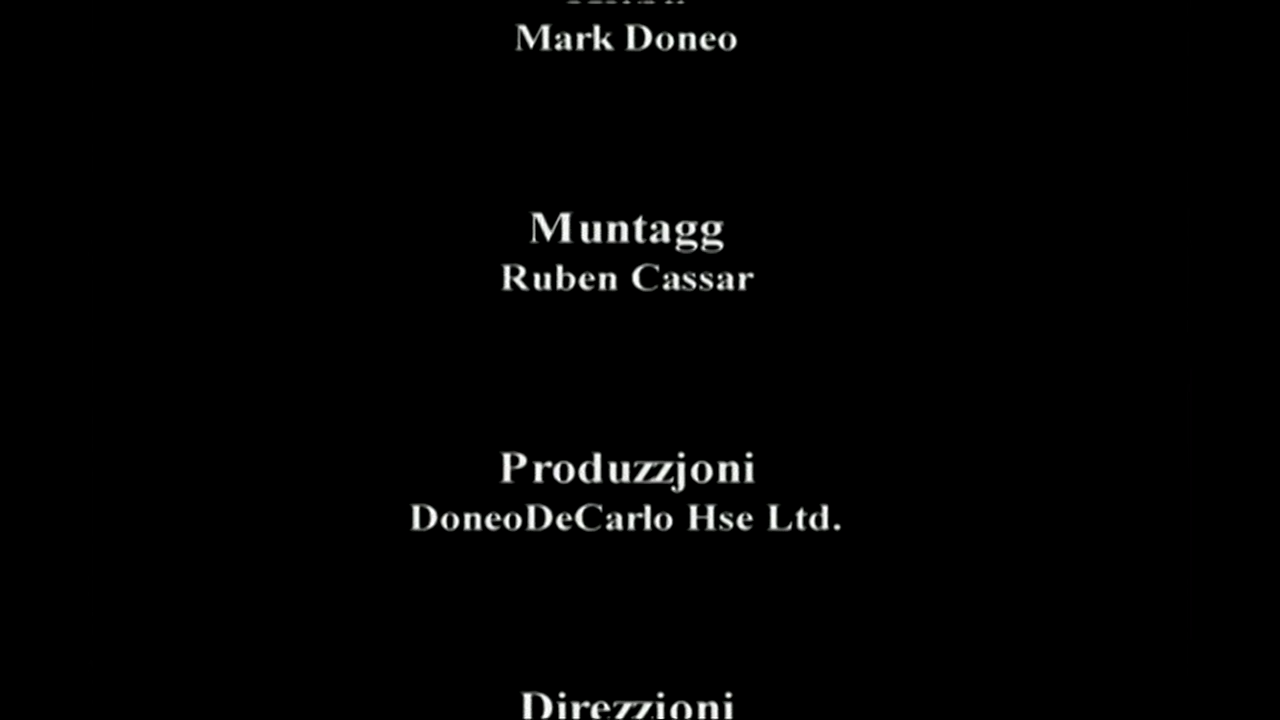 Mark Doneo
Muntagg
Ruben Cassar
Produzzjoni
DoneoDeCarlo Hse Ltd.
Direzzjoni